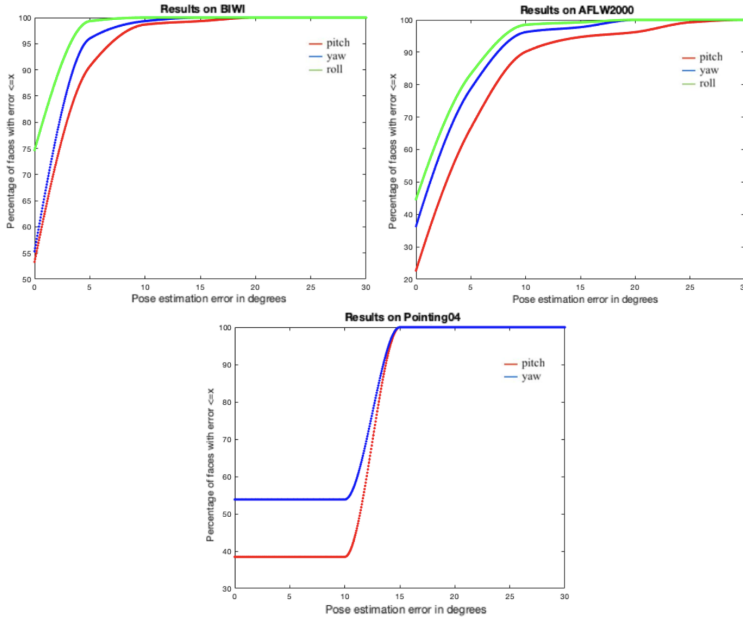 Results on BIWI
Percentage of faces with error <=x
100
95
90
85
80
75
70
65
60
55
50
0
5
10
15
20
25
30
Pose estimation error in degrees
pitch
yaw
roll
Results on AFLW2000
Percentage of faces with error <=x
100
90
80
70
60
50
40
30
20
0
5
10
15
20
25
30
Pose estimation error in degrees
pitch
yaw
roll
Results on Pointing04
Percentage of faces with error <=x
100
90
80
70
60
50
40
30
0
5
10
15
20
25
30
Pose estimation error in degrees
pitch
yaw